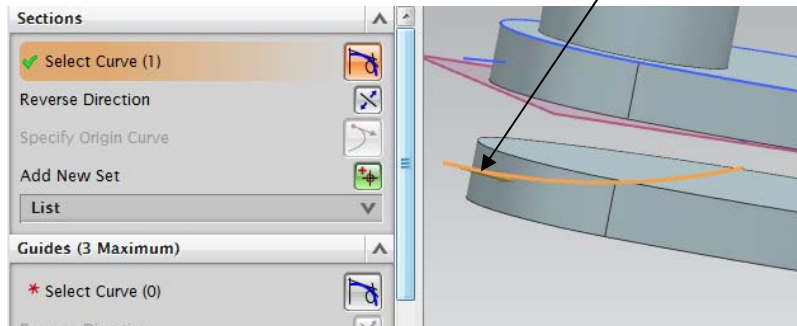 Sections
Select Curve (1)
Reverse Direction
Specify Origin Curve
Add New Set
List
Guides (3 Maximum)
* Select Curve (0)